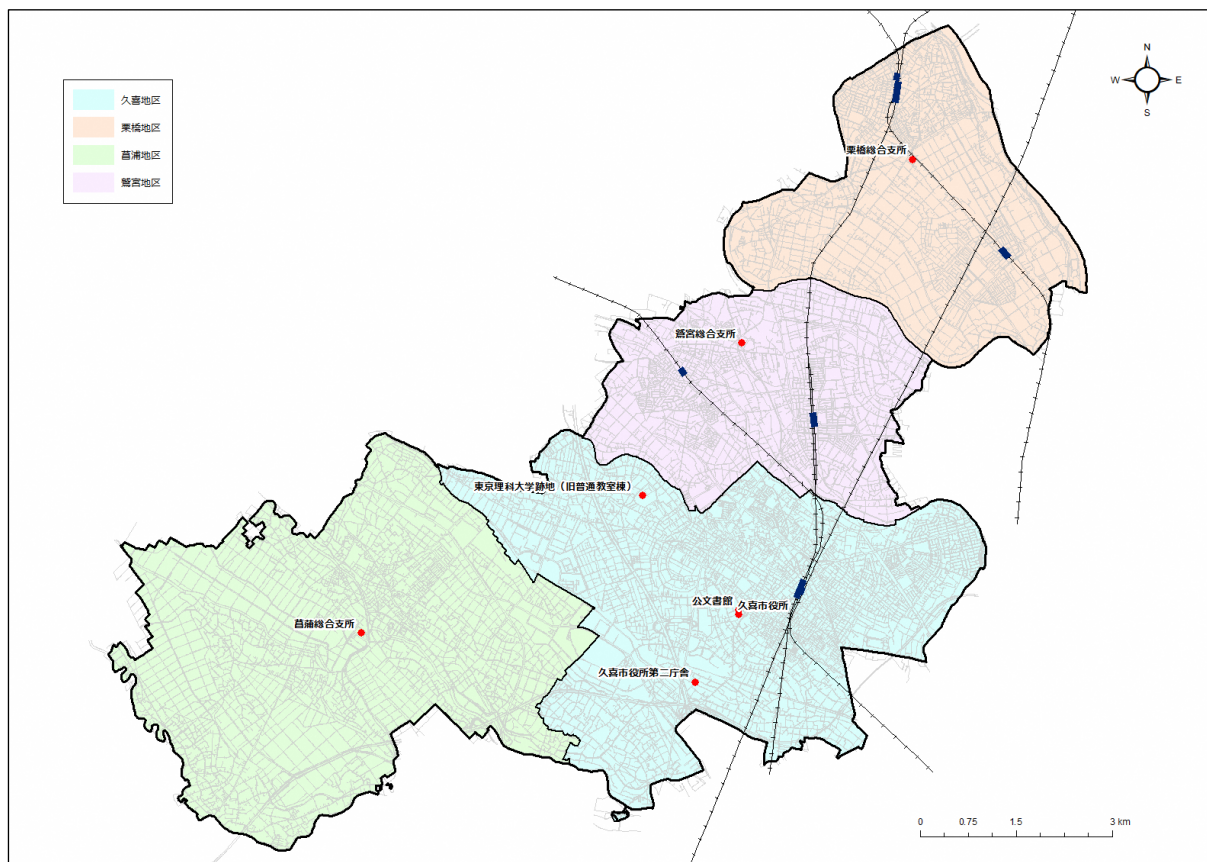 久喜地区
栗橋地区
菖浦地区
鷲宮地区
N
W
E
S
栗橋総合支所
鷲宮総合支所
東京理科大学跡地（旧普通教室棟）
公文書館
久喜市役所
菖蒲総合支所
久喜市役所第二庁舎
0 0.75 1.5 3 km